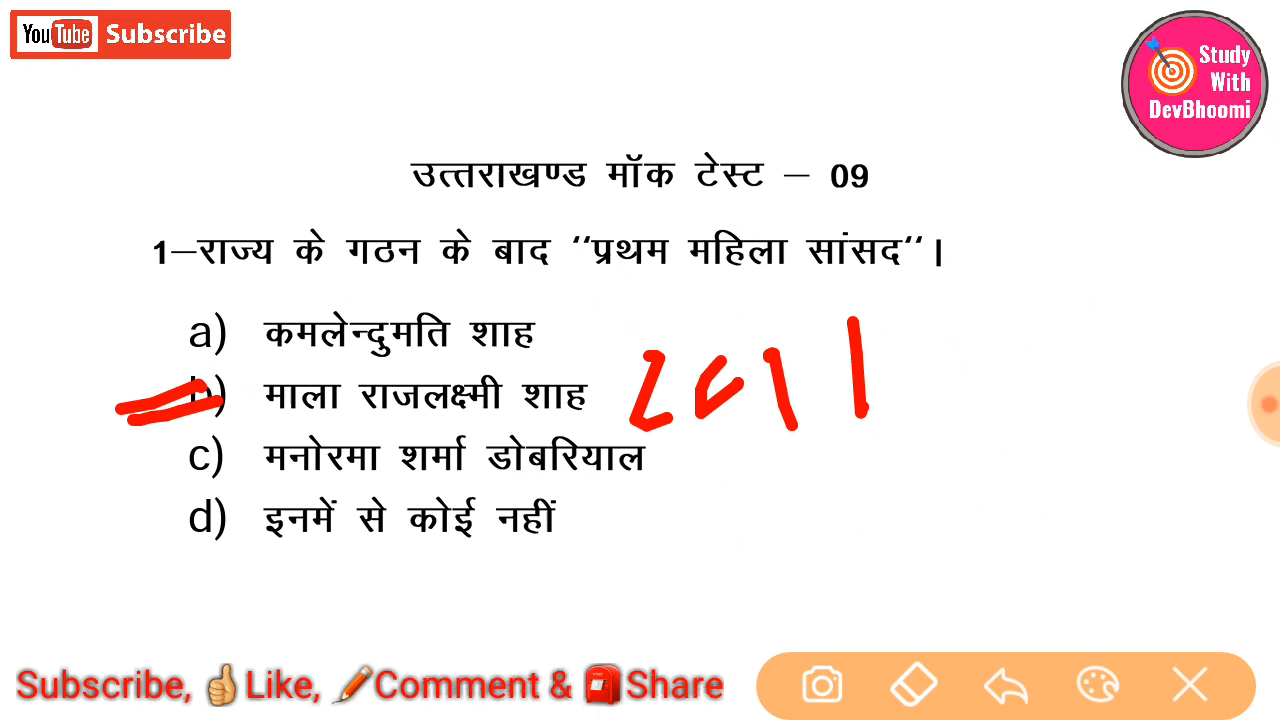 YouTube Subscribe
Study
With
DevBhoomi
उत्तराखण्ड मॉक टेस्ट – 09
1–राज्य के गठन के बाद ‘‘प्रथम महिला सांसद‘‘।
a) कमलेन्दुमति शाह
b) माला राजलक्ष्मी शाह
c) मनोरमा शर्मा डोबरियाल
d) इनमें से कोई नहीं
Subscribe, Like, Comment & Share